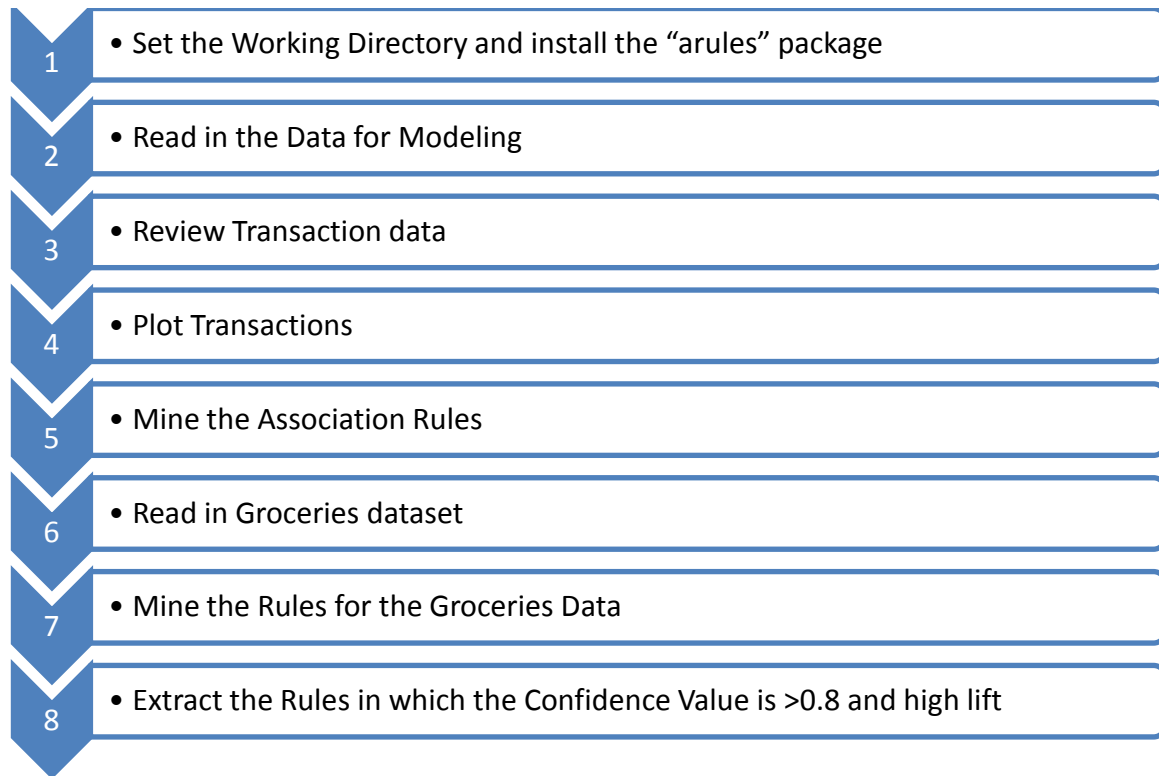 1
• Set the Working Directory and install the “arules” package
2
• Read in the Data for Modeling
3
• Review Transaction data
4
• Plot Transactions
5
• Mine the Association Rules
6
• Read in Groceries dataset
7
• Mine the Rules for the Groceries Data
8
• Extract the Rules in which the Confidence Value is >0.8 and high lift